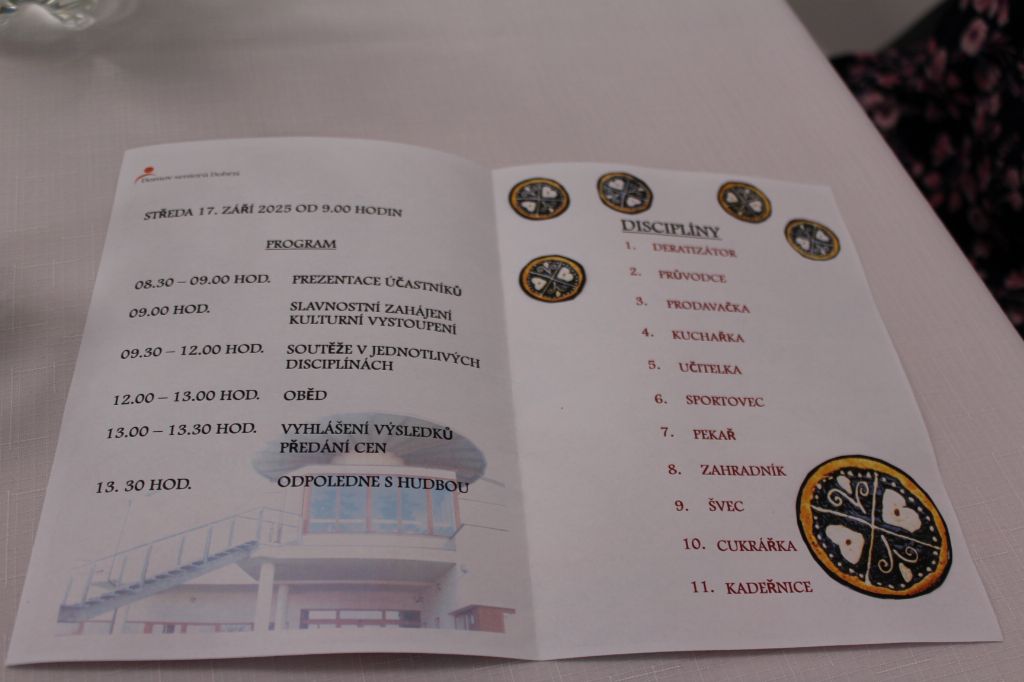 Domov seniorů Dobrá
STŘEDA 17. ZÁŘÍ 2025 OD 9.00 HODIN
PROGRAM
08.30 – 09.00 HOD. PREZENTACE ÚČASTNÍKŮ
09.00 HOD. SLAVNOSTNÍ ZAHÁJENÍ
KULTURNÍ VYSTOUPENÍ
09.30 – 12.00 HOD. SOUTĚŽE V JEDNOTLIVÝCH
DISCIPLÍNÁCH
12.00 – 13.00 HOD. OBĚD
13.00 – 13.30 HOD. VYHLÁŠENÍ VÝSLEDKŮ
PŘEDÁNÍ CEN
13. 30 HOD. ODPOLEDNE S HUDBOU
DISCIPLÍNY
1. DERATIZÁTOR
2. PRŮVODCE
3. PRODAVAČKA
4. KUCHAŘKA
5. UČITELKA
6. SPORTOVEC
7. PEKAŘ
8. ZAHRADNÍK
9. ŠVEC
10. CUKRÁŘKA
11. KADEŘNICE